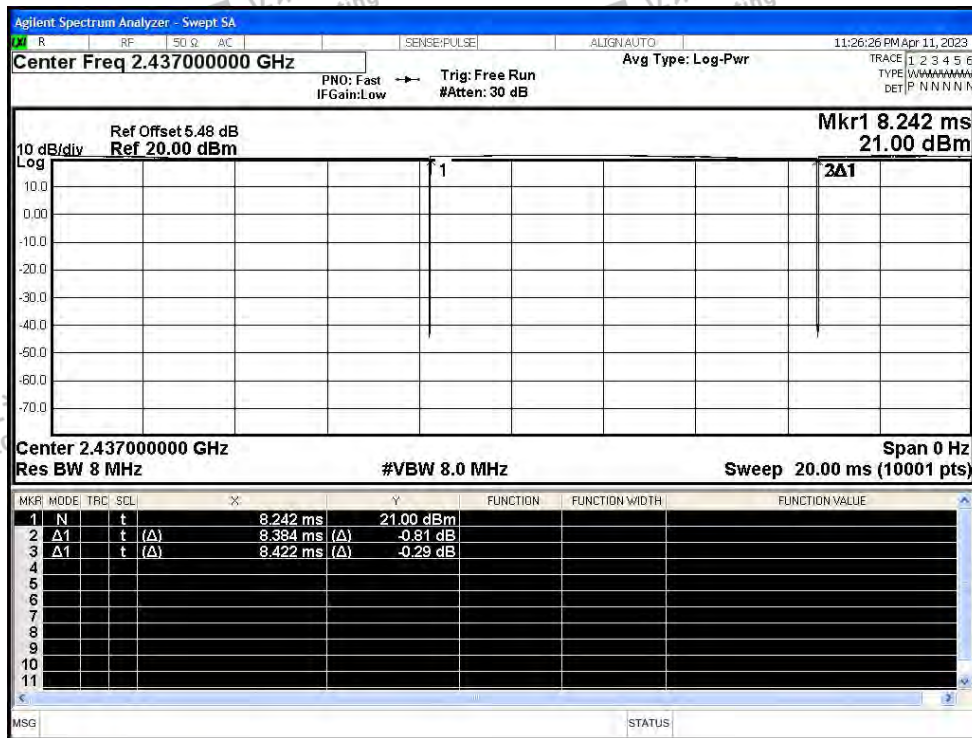 Agilent Spectrum Analyzer - Swept SA
LXI R RF 50 Ω AC SENSE:PULSE ALIGNAUTO 11:26:26 PM Apr 11, 2023
Center Freq 2.437000000 GHz Avg Type: Log-Pwr TRACE 1 2 3 4 5 6
PNO: Fast Trig: Free Run TYPE WWWWWW
IFGain:Low #Atten: 30 dB DET P N N N N N
Mkr1 8.242 ms
Ref Offset 5.48 dB
10 dB/div Ref 20.00 dBm 21.00 dBm
Log
1 2Δ1
10.0
0.00
-10.0
-20.0
-30.0
-40.0
-50.0
-60.0
-70.0
Center 2.437000000 GHz Span 0 Hz
Res BW 8 MHz #VBW 8.0 MHz Sweep 20.00 ms (10001 pts)
MKR MODE TRC SCL X Y FUNCTION FUNCTION WIDTH FUNCTION VALUE
1 N t 8.242 ms 21.00 dBm
2 Δ1 t (Δ) 8.384 ms (Δ) -0.81 dB
3 Δ1 t (Δ) 8.422 ms (Δ) -0.29 dB
4
5
6
7
8
9
10
11
MSG STATUS